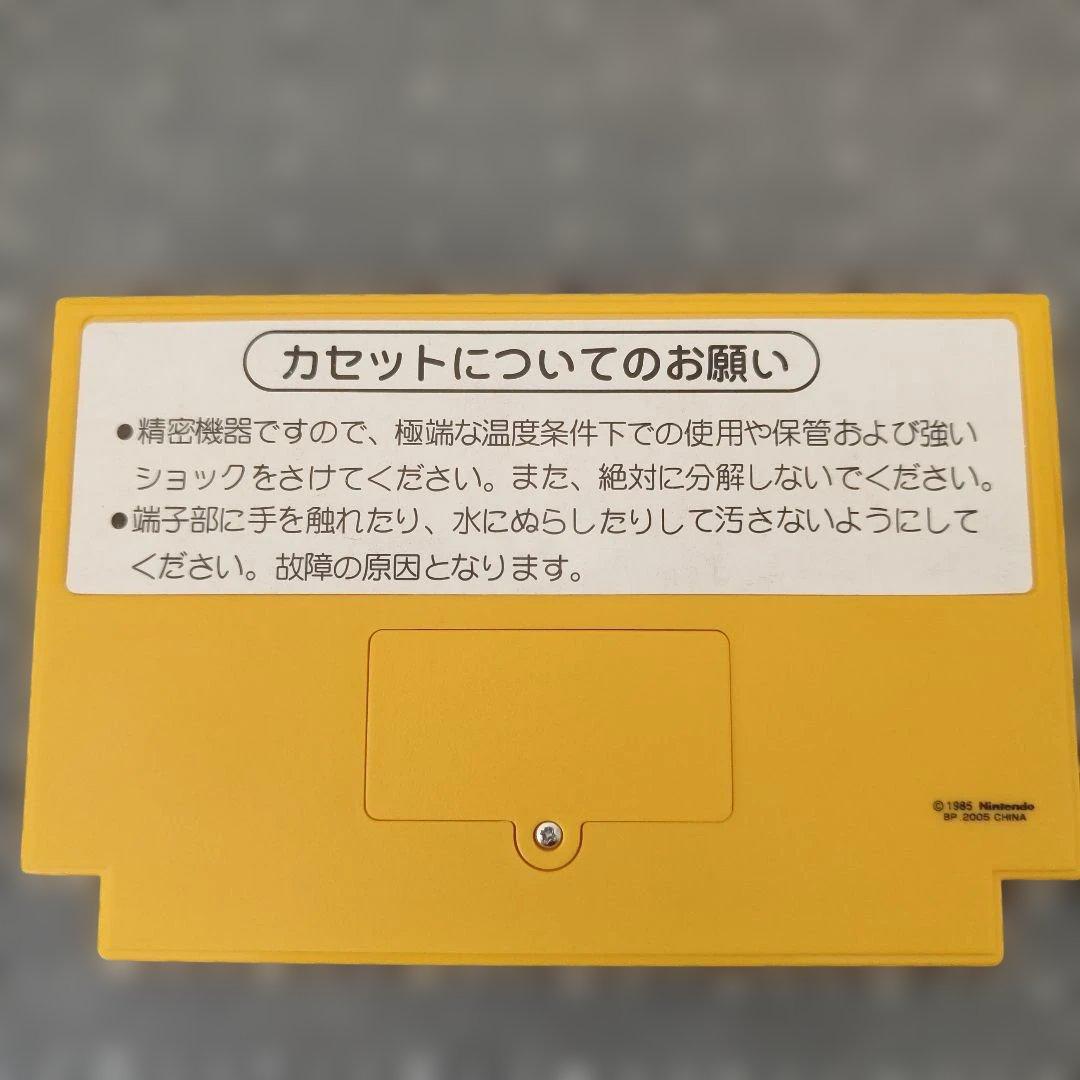 カセットについてのお願い
●精密機器ですので、極端な温度条件下での使用や保管および強い
ショックをさけてください。また、絶対に分解しないでください。
●端子部に手を触れたり、水にぬらしたりして汚さないようにして
ください。故障の原因となります。
©1985 Nintendo
BP 2005 CHINA